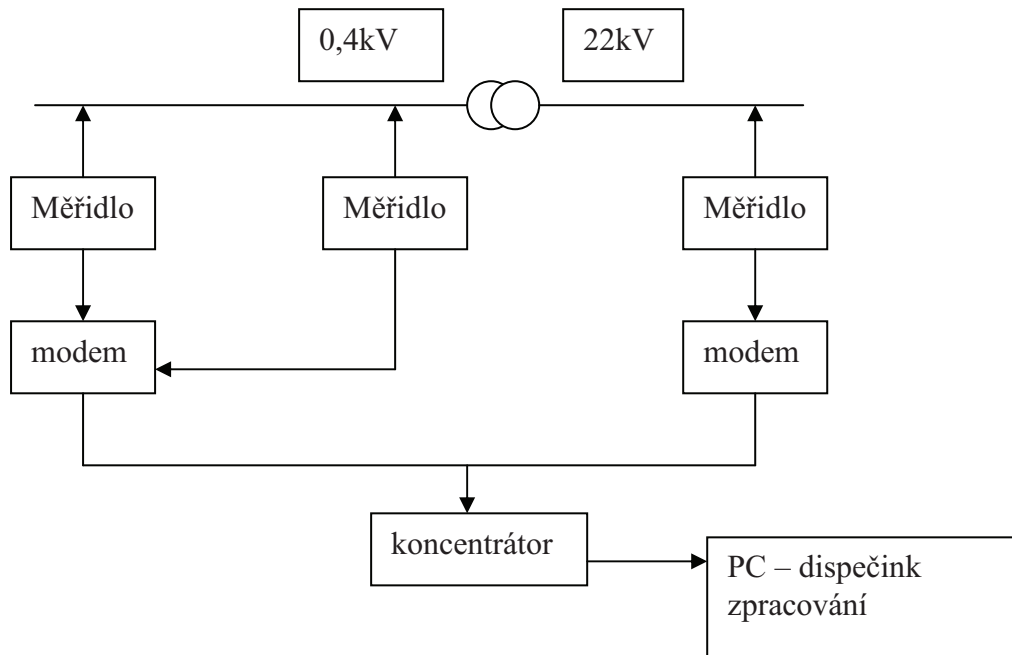 0,4kV
22kV
Měřidlo
Měřidlo
Měřidlo
modem
modem
koncentrátor
PC – dispečink
zpracování